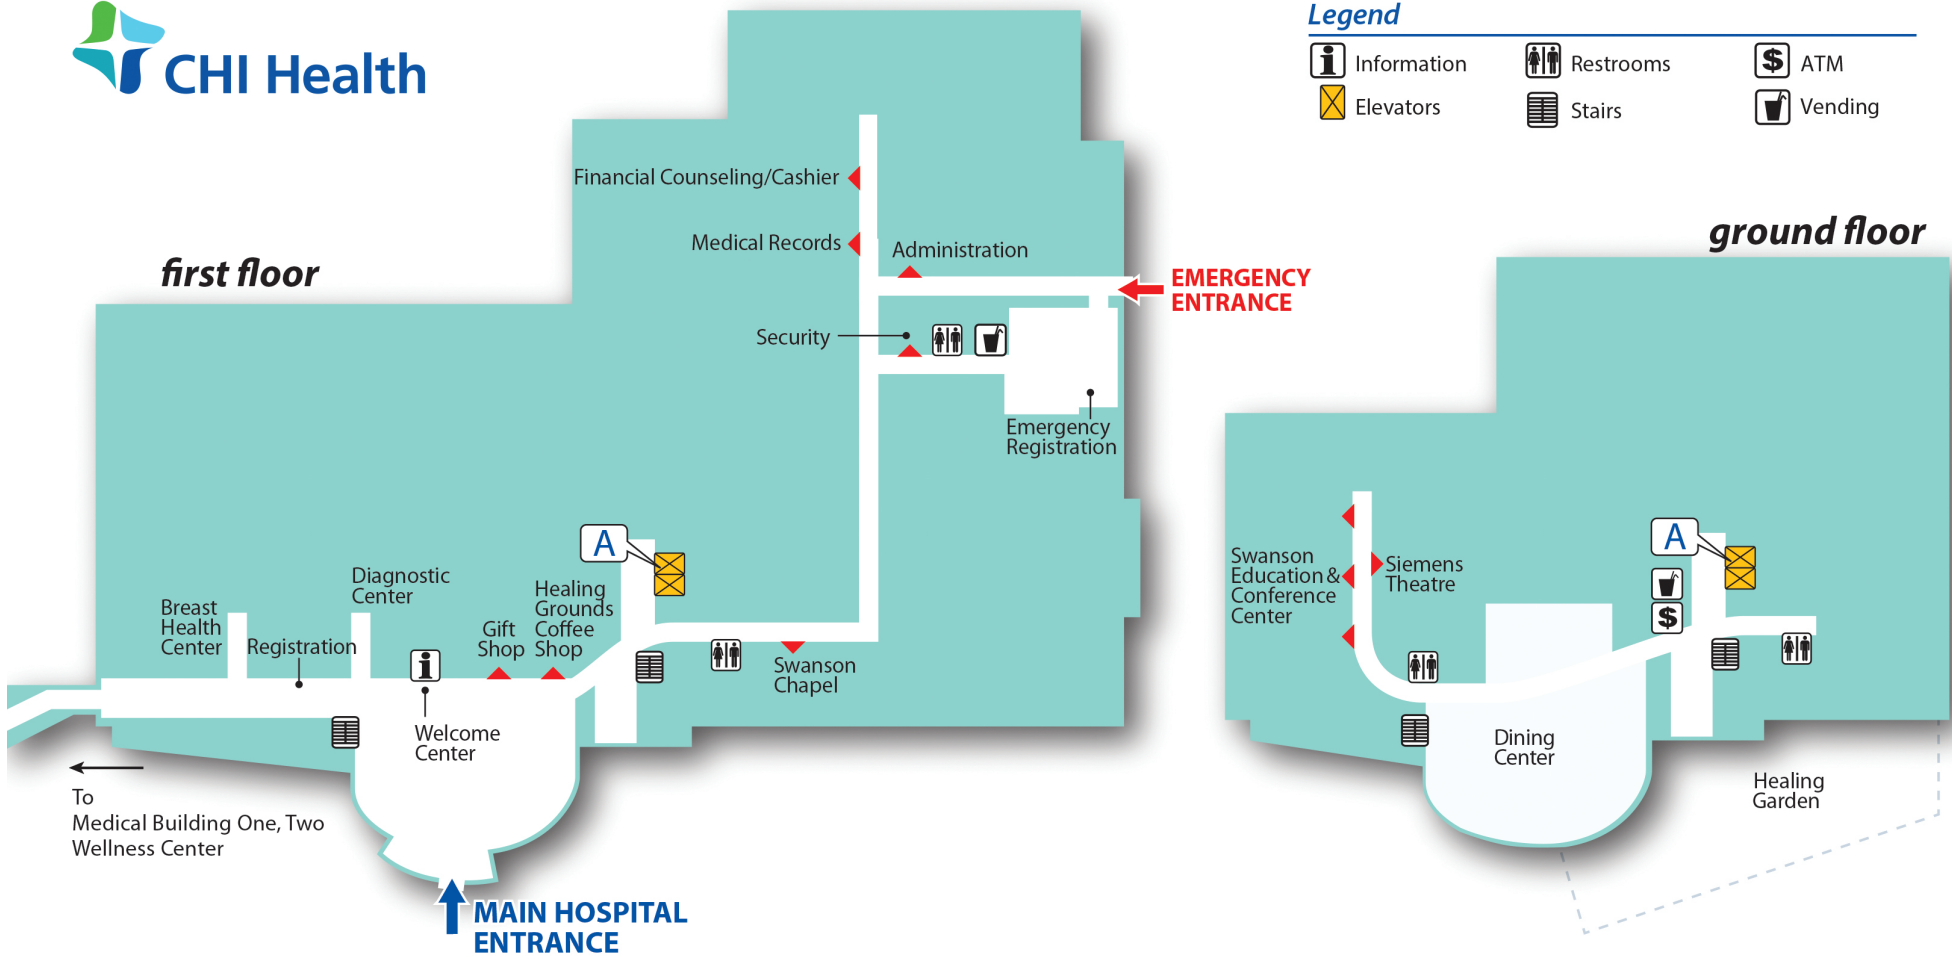 CHI Health
Legend
Information
Restrooms
$ ATM
Elevators
Stairs
Vending
first floor
Financial Counseling/Cashier
Medical Records
Administration
EMERGENCY
ENTRANCE
Security
Emergency
Registration
A
Diagnostic
Center
Breast
Health
Center
Registration
Gift
Shop
Healing
Grounds
Coffee
Shop
i
Welcome
Center
Swanson
Chapel
To
Medical Building One, Two
Wellness Center
MAIN HOSPITAL
ENTRANCE
ground floor
Swanson
Education &
Conference
Center
Siemens
Theatre
A
$
Dining
Center
Healing
Garden